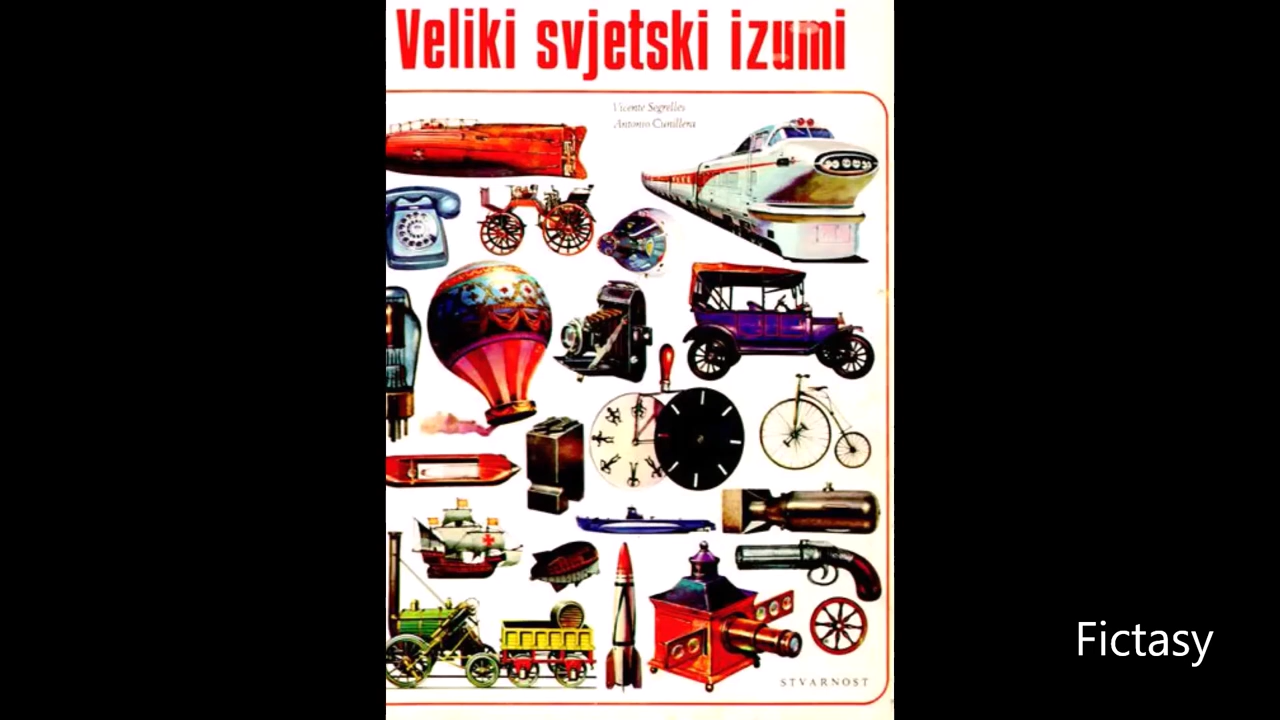 Veliki svjetski izumi
Vicente Segrelles
Antonio Cunillera
STVARNOST
Fictasy